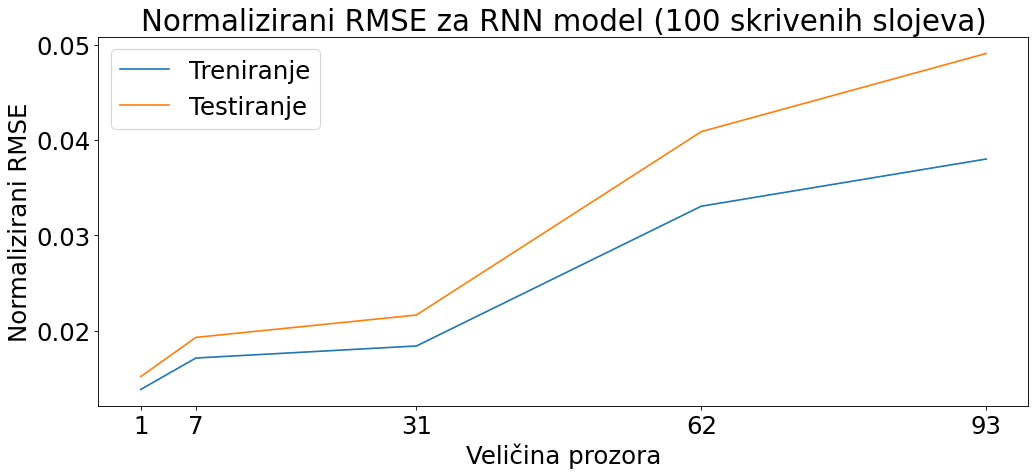 Normalizirani RMSE za RNN model (100 skrivenih slojeva)
Treniranje
Testiranje
Normalizirani RMSE
0.05
0.04
0.03
0.02
1 7 31 62 93
Veličina prozora